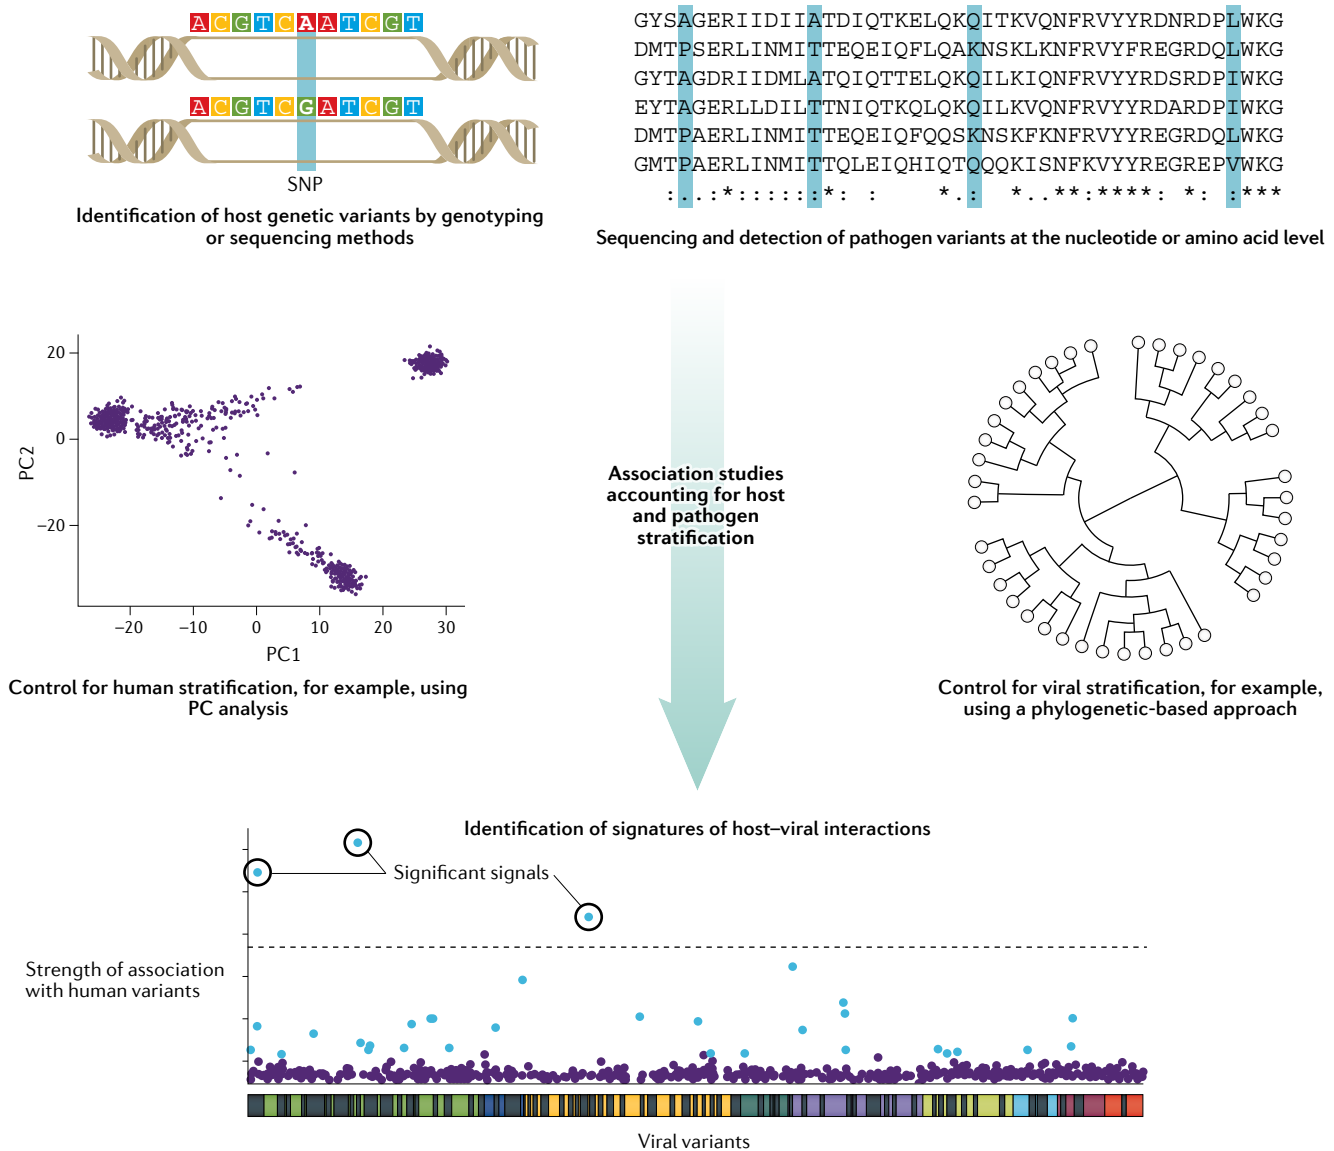 ACGTCAATCGT
ACGTCGATCGT
SNP
Identification of host genetic variants by genotyping
or sequencing methods
GYSAGERIIDIIATDIQTKELQKQITKVQNFRVYYRDNRDPLWKG
DMTPSERLINMITTEQEIQFLQAKNSKLKNFRVYFREGRDQLWKG
GYTAGDRIIDMLATQIQTTELQKQILKIQNFRVYYRDSRDPIWKG
EYTAGERLLDILTTNIQTKQLQKQILKVQNFRVYYRDARDPIWKG
DMTPAERLINMITTEQEIQFQQSKNSKFKNFRVYYREGRDQLWKG
GMTPAERLINMITTQLEIQHIQTQQQKISNFKVYYREGREPVWKG
:..:*::::::*: : *.: *..**:****: *: :***
Sequencing and detection of pathogen variants at the nucleotide or amino acid level
20
0
−20
PC2
−20 −10 0 10 20 30
PC1
Control for human stratification, for example, using
PC analysis
Association studies
accounting for host
and pathogen
stratification
Control for viral stratification, for example,
using a phylogenetic-based approach
Identification of signatures of host–viral interactions
Significant signals
Strength of association
with human variants
Viral variants